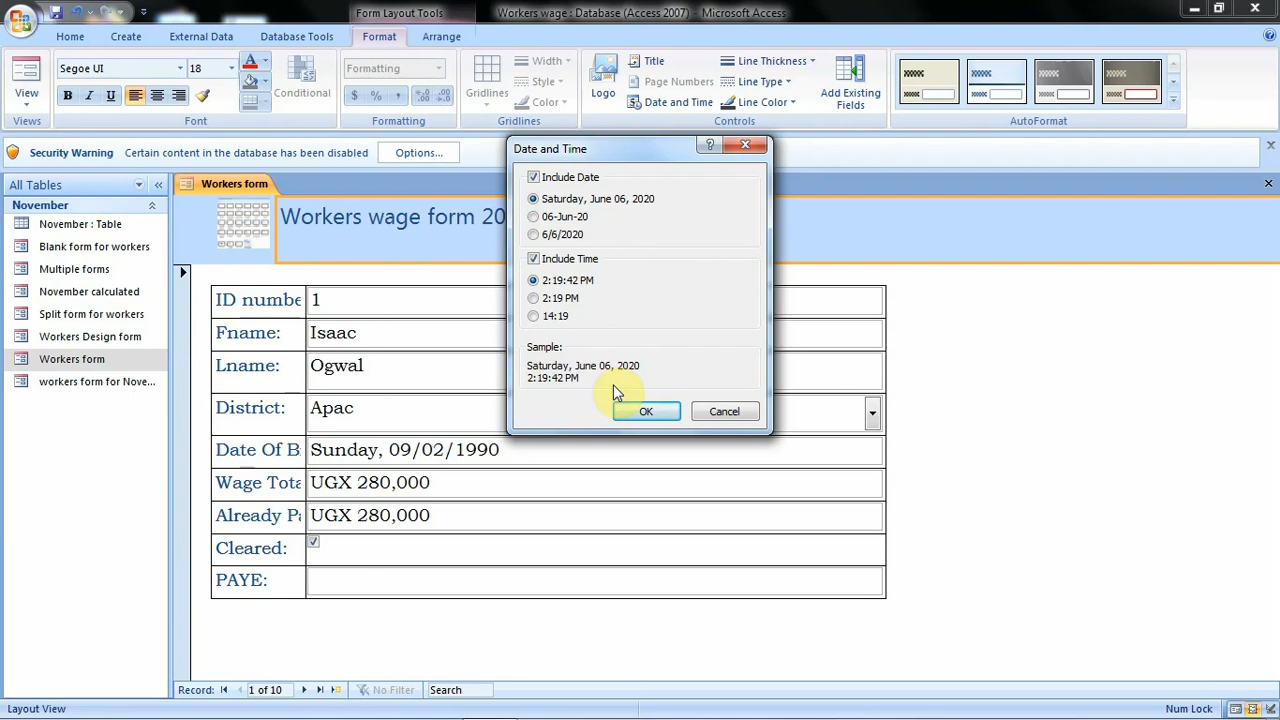 Form Layout Tools
Workers wage : Database (Access 2007) - Microsoft Access
Home
Create
External Data
Database Tools
Format
Arrange
View
Views
Segoe UI
18
B I U
Conditional
Font
Formatting
$ % ,
Formatting
Gridlines
Width
Style
Color
Gridlines
Logo
Title
Page Numbers
Date and Time
Line Thickness
Line Type
Line Color
Controls
Add Existing
Fields
AutoFormat
Security Warning
Certain content in the database has been disabled
Options...
All Tables
November
November : Table
Blank form for workers
Multiple forms
November calculated
Split form for workers
Workers Design form
Workers form
workers form for Nove...
Workers form
Workers wage form 20
ID numbe
1
Fname:
Isaac
Lname:
Ogwal
District:
Apac
Date Of B
Sunday, 09/02/1990
Wage Tota
UGX 280,000
Already Pa
UGX 280,000
Cleared:
PAYE:
Date and Time
Include Date
Saturday, June 06, 2020
06-Jun-20
6/6/2020
Include Time
2:19:42 PM
2:19 PM
14:19
Sample:
Saturday, June 06, 2020
2:19:42 PM
OK
Cancel
Record:
1 of 10
No Filter
Search
Layout View
Num Lock